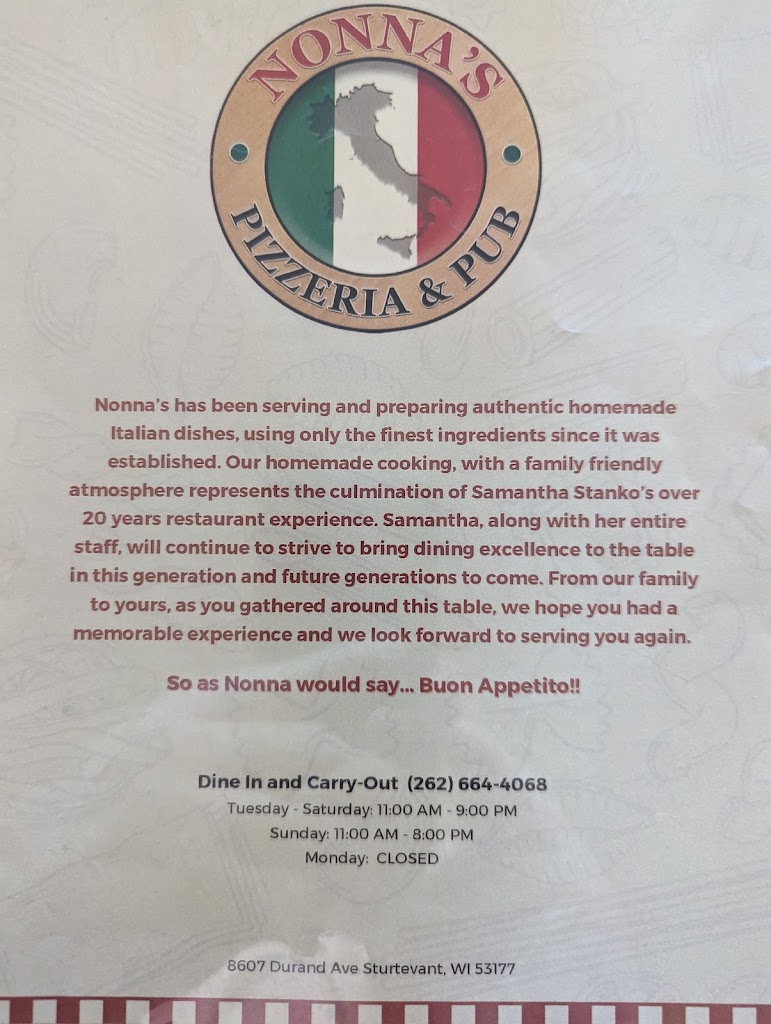 NONNA'S
PIZZERIA & PUB
Nonna's has been serving and preparing authentic homemade
Italian dishes, using only the finest ingredients since it was
established. Our homemade cooking, with a family friendly
atmosphere represents the culmination of Samantha Stanko's over
20 years restaurant experience. Samantha, along with her entire
staff, will continue to strive to bring dining excellence to the table
in this generation and future generations to come. From our family
to yours, as you gathered around this table, we hope you had a
memorable experience and we look forward to serving you again.
So as Nonna would say... Buon Appetito!!
Dine In and Carry-Out (262) 664-4068
Tuesday - Saturday: 11:00 AM - 9:00 PM
Sunday: 11:00 AM - 8:00 PM
Monday: CLOSED
8607 Durand Ave Sturtevant, WI 53177